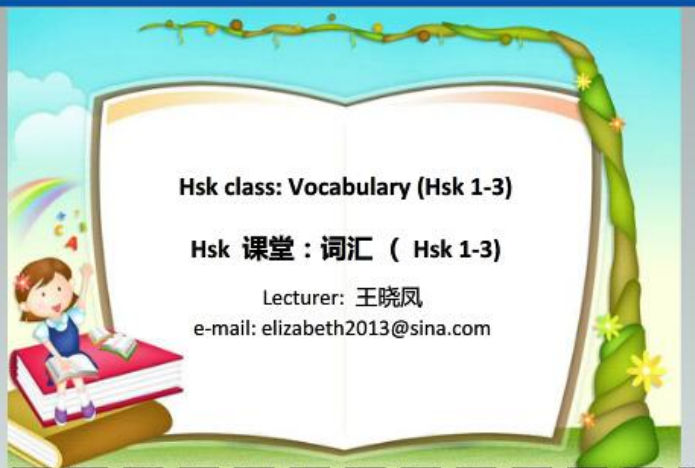 Hsk class: Vocabulary (Hsk 1-3)
Hsk 课堂：词汇 （ Hsk 1-3)
Lecturer: 王晓凤
e-mail: elizabeth2013@sina.com